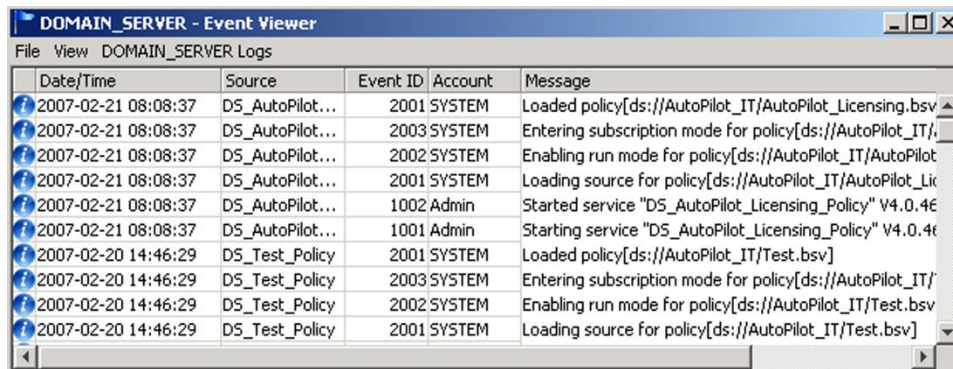 DOMAIN_SERVER - Event Viewer
File View DOMAIN_SERVER Logs
Date/Time Source Event ID Account Message
2007-02-21 08:08:37 DS_AutoPilot... 2001 SYSTEM Loaded policy[ds://AutoPilot_IT/AutoPilot_Licensing.bsv
2007-02-21 08:08:37 DS_AutoPilot... 2003 SYSTEM Entering subscription mode for policy[ds://AutoPilot_IT/
2007-02-21 08:08:37 DS_AutoPilot... 2002 SYSTEM Enabling run mode for policy[ds://AutoPilot_IT/AutoPilot
2007-02-21 08:08:37 DS_AutoPilot... 2001 SYSTEM Loading source for policy[ds://AutoPilot_IT/AutoPilot_Lic
2007-02-21 08:08:37 DS_AutoPilot... 1002 Admin Started service "DS_AutoPilot_Licensing_Policy" V4.0.46
2007-02-21 08:08:37 DS_AutoPilot... 1001 Admin Starting service "DS_AutoPilot_Licensing_Policy" V4.0.46
2007-02-20 14:46:29 DS_Test_Policy 2001 SYSTEM Loaded policy[ds://AutoPilot_IT/Test.bsv]
2007-02-20 14:46:29 DS_Test_Policy 2003 SYSTEM Entering subscription mode for policy[ds://AutoPilot_IT/
2007-02-20 14:46:29 DS_Test_Policy 2002 SYSTEM Enabling run mode for policy[ds://AutoPilot_IT/Test.bsv
2007-02-20 14:46:29 DS_Test_Policy 2001 SYSTEM Loading source for policy[ds://AutoPilot_IT/Test.bsv]